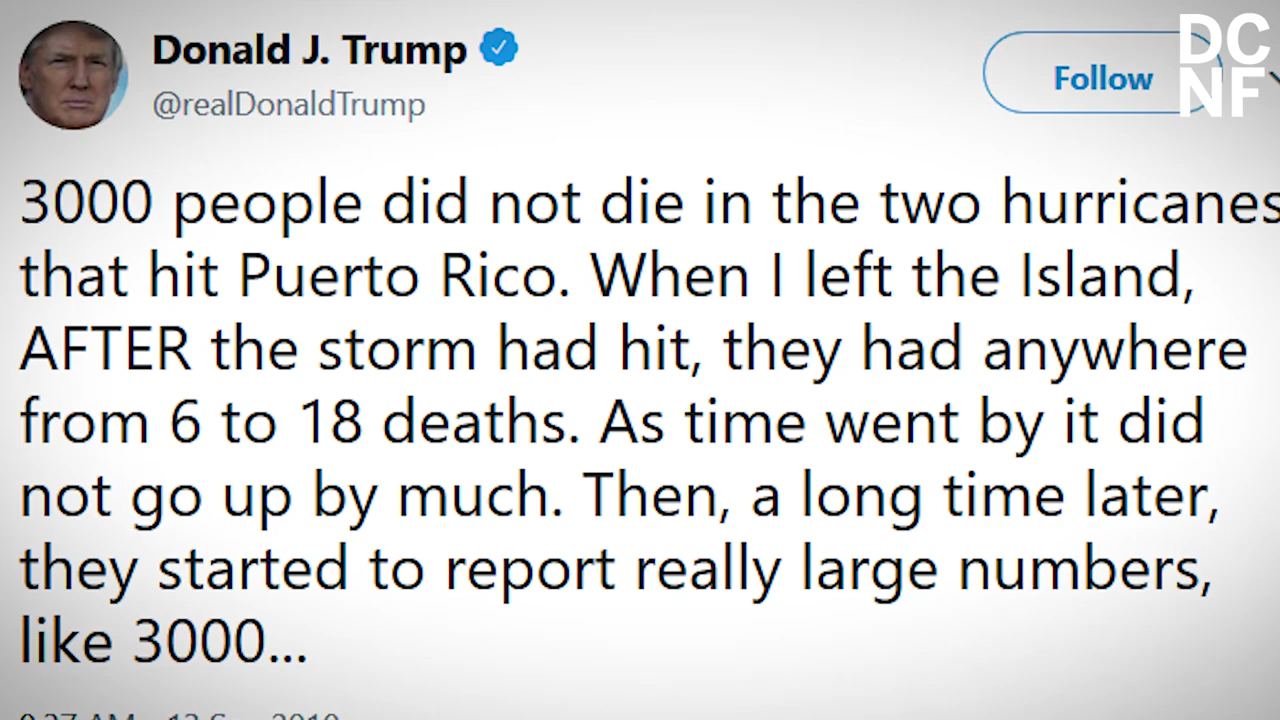 Donald J. Trump
@realDonaldTrump
Follow
DC
NF
3000 people did not die in the two hurricanes
that hit Puerto Rico. When I left the Island,
AFTER the storm had hit, they had anywhere
from 6 to 18 deaths. As time went by it did
not go up by much. Then, a long time later,
they started to report really large numbers,
like 3000...